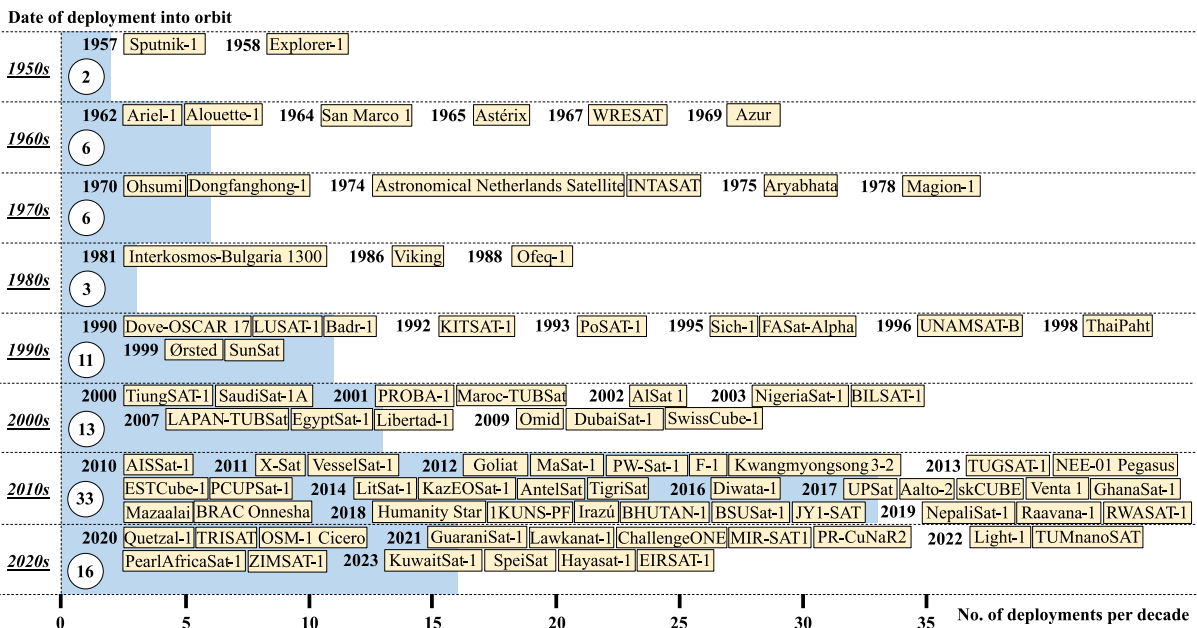 Date of deployment into orbit
1957 Sputnik-1 1958 Explorer-1
1950s
2
1962 Ariel-1 Alouette-1 1964 San Marco 1 1965 Astérix 1967 WRESAT 1969 Azur
1960s
6
1970 Ohsumi Dongfanghong-1 1974 Astronomical Netherlands Satellite INTASAT 1975 Aryabhata 1978 Magion-1
1970s
6
1981 Interkosmos-Bulgaria 1300 1986 Viking 1988 Ofeq-1
1980s
3
1990 Dove-OSCAR 17 LUSAT-1 Badr-1 1992 KITSAT-1 1993 PoSAT-1 1995 Sich-1 FASat-Alpha 1996 UNAMSAT-B 1998 ThaiPaht
1990s
1999 Ørsted SunSat
11
2000 TiungSAT-1 SaudiSat-1A 2001 PROBA-1 Maroc-TUBSat 2002 AlSat 1 2003 NigeriaSat-1 BILSAT-1
2000s
2007 LAPAN-TUBSat EgyptSat-1 Libertad-1 2009 Omid DubaiSat-1 SwissCube-1
13
2010 AISSat-1 2011 X-Sat VesselSat-1 2012 Goliat MaSat-1 PW-Sat-1 F-1 Kwangmyongsong 3-2 2013 TUGSAT-1 NEE-01 Pegasus
2010s
33
ESTCube-1 PCUPSat-1 2014 LitSat-1 KazEOSat-1 AntelSat TigriSat 2016 Diwata-1 2017 UPSat Aalto-2 skCUBE Venta 1 GhanaSat-1
Mazaalai BRAC Onnesha 2018 Humanity Star 1KUNS-PF Irazú BHUTAN-1 BSUSat-1 JY1-SAT 2019 NepaliSat-1 Raavana-1 RWASAT-1
2020 Quetzal-1 TRISAT OSM-1 Cicero 2021 GuaraniSat-1 Lawkanat-1 ChallengeONE MIR-SAT1 PR-CuNaR2 2022 Light-1 TUMnanoSAT
2020s
16
PearlAfricaSat-1 ZIMSAT-1 2023 KuwaitSat-1 SpeiSat Hayasat-1 EIRSAT-1
0 5 10 15 20 25 30 35 No. of deployments per decade